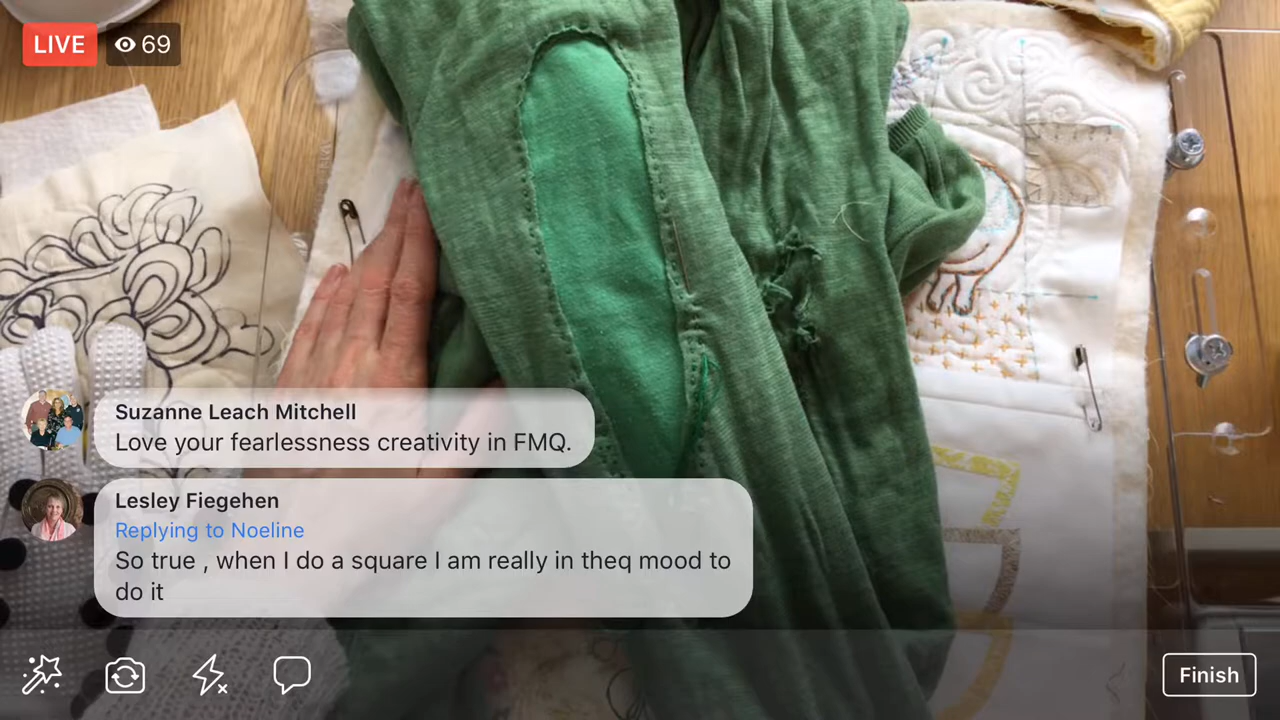 LIVE 69
Suzanne Leach Mitchell
Love your fearlessness creativity in FMQ.
Lesley Fiegehen
Replying to Noeline
So true , when I do a square I am really in theq mood to
do it
Finish